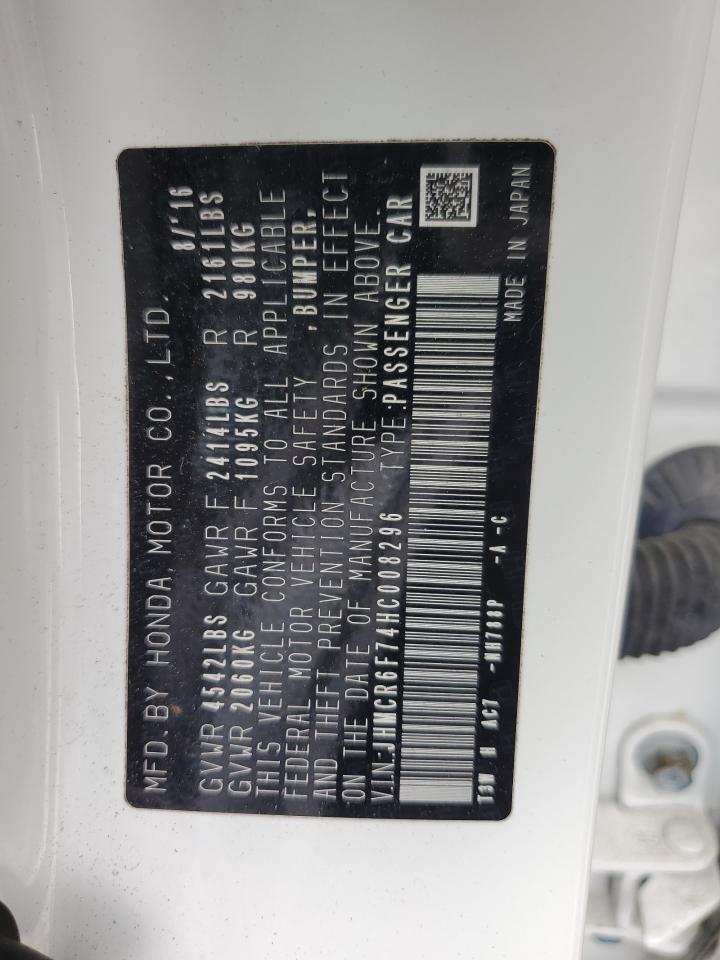 MFD. BY HONDA MOTOR CO., LTD. 8/'16
GVWR 4542LBS GAWR F 2414LBS R 2161LBS
GVWR 2060KG GAWR F 1095KG R 980KG
THIS VEHICLE CONFORMS TO ALL APPLICABLE
FEDERAL MOTOR VEHICLE SAFETY , BUMPER,
AND THEFT PREVENTION STANDARDS IN EFFECT
ON THE DATE OF MANUFACTURE SHOWN ABOVE.
V.I.N:JHMCR6F74HC008296 TYPE:PASSENGER CAR
H AC7 -NH788P -A -C MADE IN JAPAN